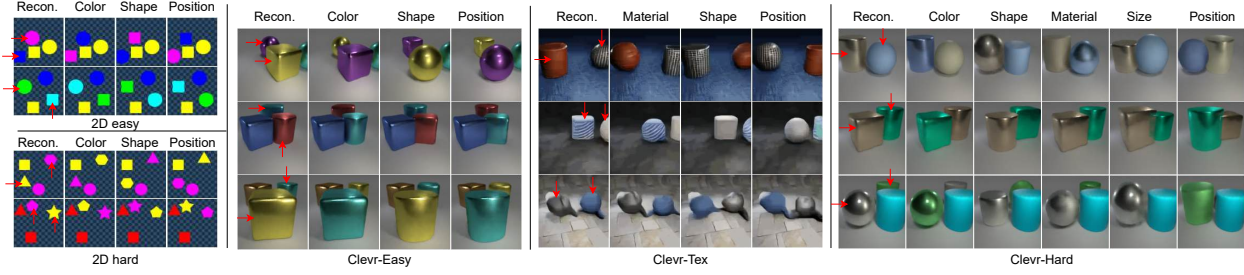 Recon. Color Shape Position
2D easy
Recon. Color Shape Position
2D hard
Recon. Color Shape Position
Clevr-Easy
Recon. Material Shape Position
Clevr-Tex
Recon. Color Shape Material Size Position
Clevr-Hard